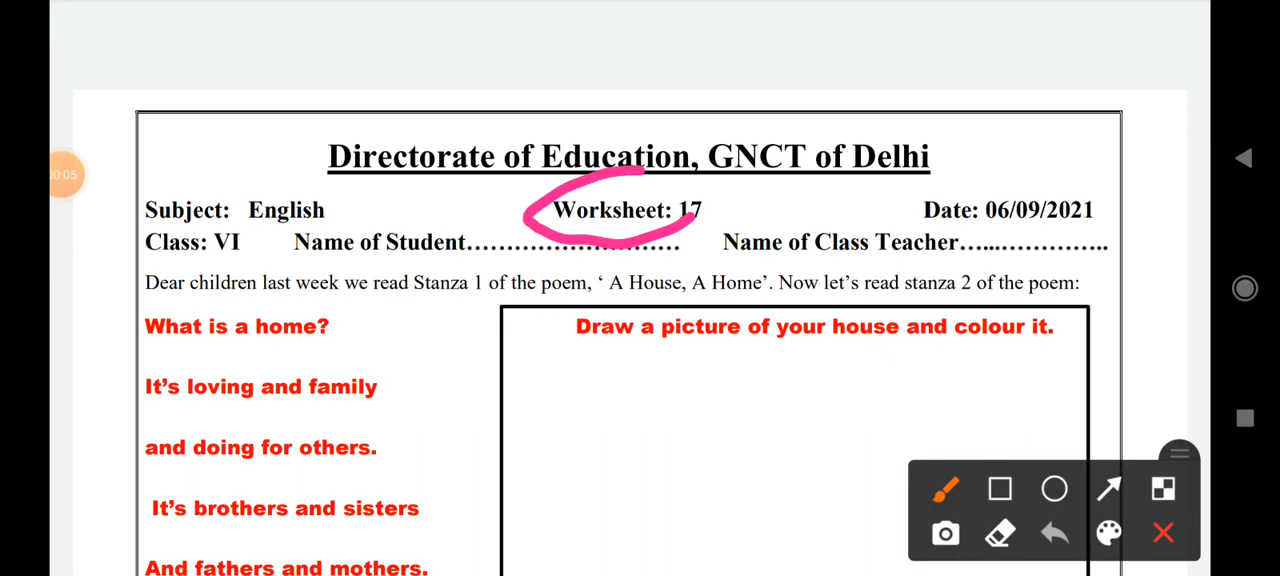 Directorate of Education, GNCT of Delhi
Subject: English Worksheet: 17 Date: 06/09/2021
Class: VI Name of Student........................... Name of Class Teacher…...…………..
Dear children last week we read Stanza 1 of the poem, ‘ A House, A Home’. Now let’s read stanza 2 of the poem:
What is a home?
Draw a picture of your house and colour it.
It’s loving and family
and doing for others.
It’s brothers and sisters
And fathers and mothers.
00:05